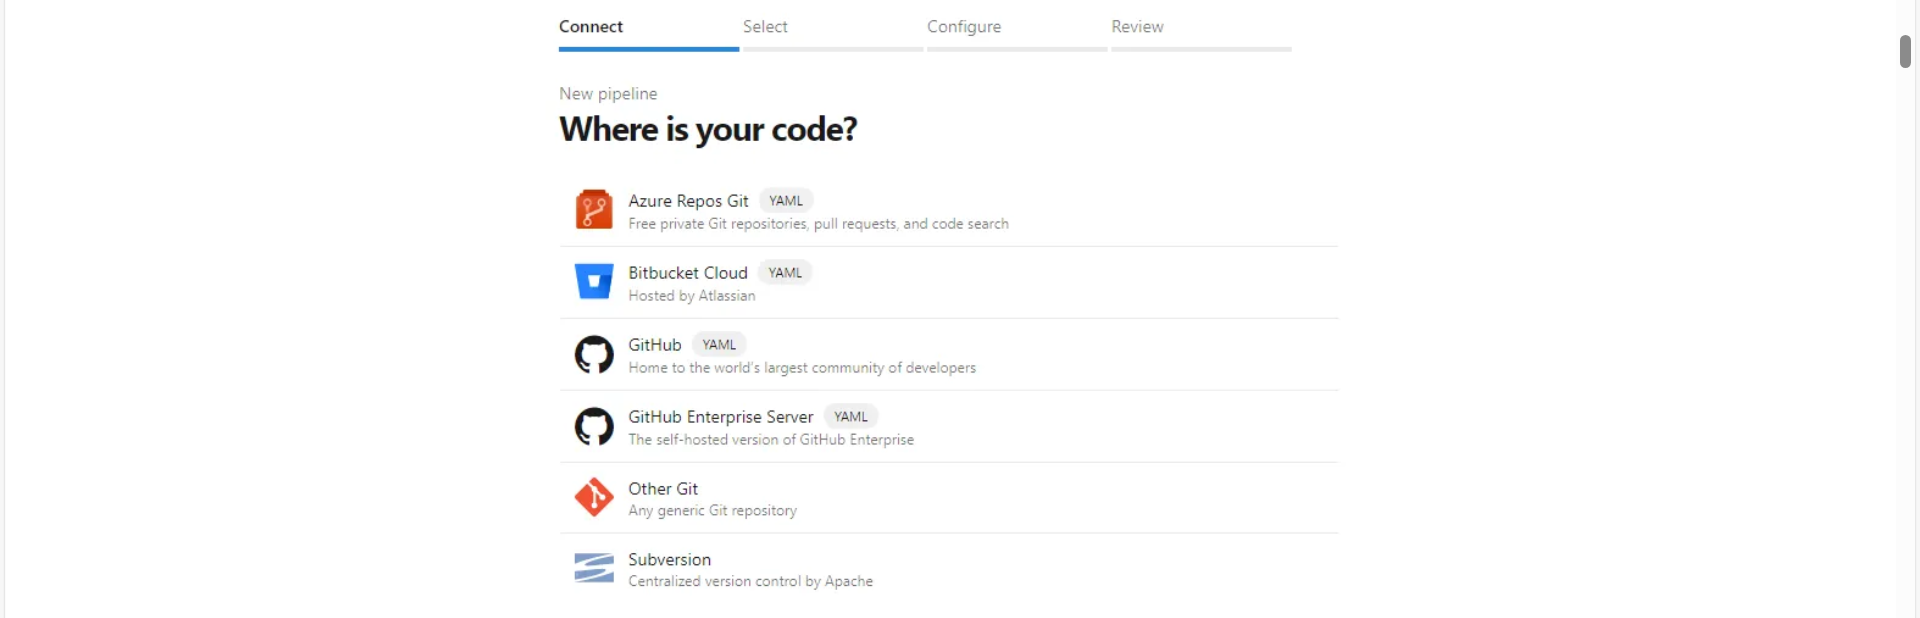 Connect Select Configure Review
New pipeline
Where is your code?
Azure Repos Git YAML
Free private Git repositories, pull requests, and code search
Bitbucket Cloud YAML
Hosted by Atlassian
GitHub YAML
Home to the world's largest community of developers
GitHub Enterprise Server YAML
The self-hosted version of GitHub Enterprise
Other Git
Any generic Git repository
Subversion
Centralized version control by Apache